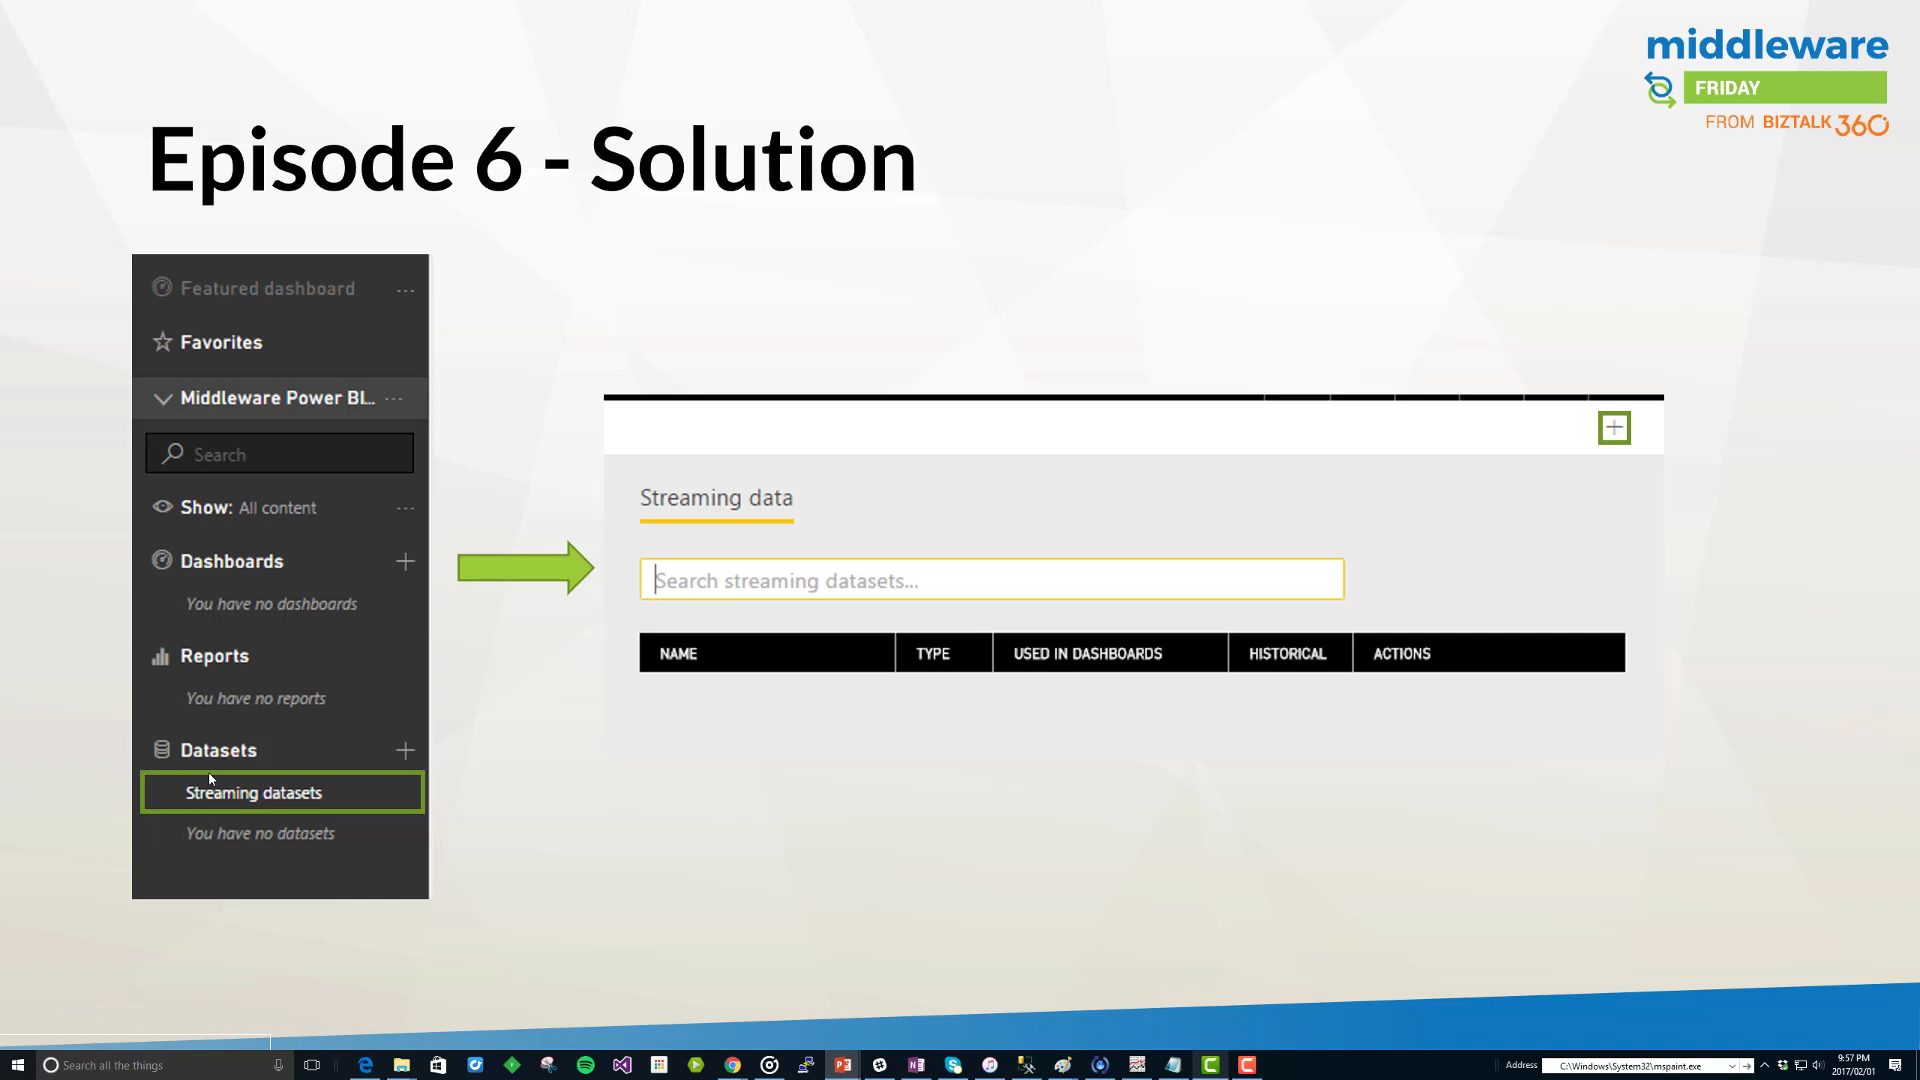 middleware
FRIDAY
FROM BIZTALK 360
Episode 6 - Solution
Featured dashboard ...
Favorites
Middleware Power BI... ...
Search
Show: All content ...
Dashboards +
You have no dashboards
Reports
You have no reports
Datasets +
Streaming datasets
You have no datasets
+
Streaming data
Search streaming datasets...
NAME TYPE USED IN DASHBOARDS HISTORICAL ACTIONS
Search all the things
Address C:\Windows\System32\mspaint.exe
9:57 PM
2017/02/01